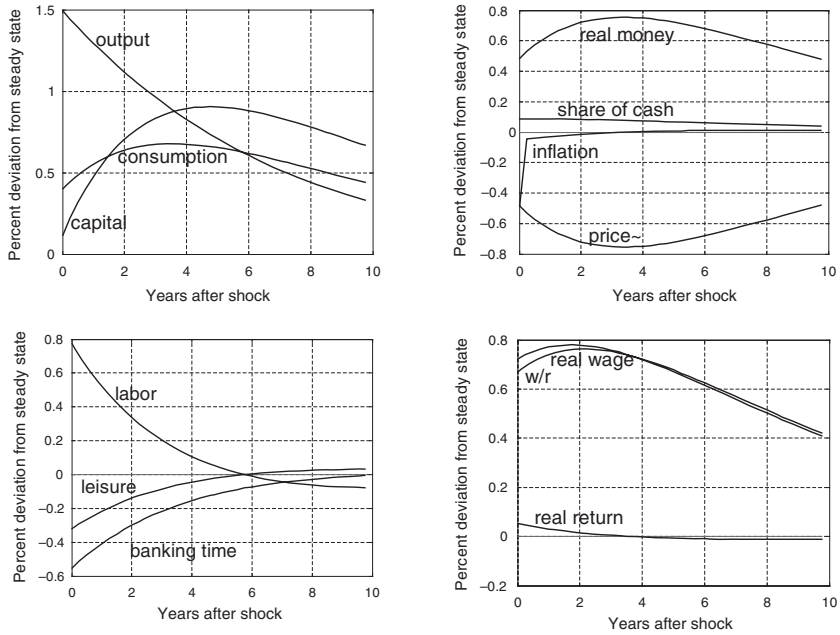 Percent deviation from steady state
1.5
1
0.5
0
output
consumption
capital
0 2 4 6 8 10
Years after shock
Percent deviation from steady state
0.8
0.6
0.4
0.2
0
−0.2
−0.4
−0.6
−0.8
real money
share of cash
inflation
price~
0 2 4 6 8 10
Years after shock
Percent deviation from steady state
0.8
0.6
0.4
0.2
0
−0.2
−0.4
−0.6
labor
leisure
banking time
0 2 4 6 8 10
Years after shock
Percent deviation from steady state
0.8
0.6
0.4
0.2
0
−0.2
real wage
w/r
real return
0 2 4 6 8 10
Years after shock